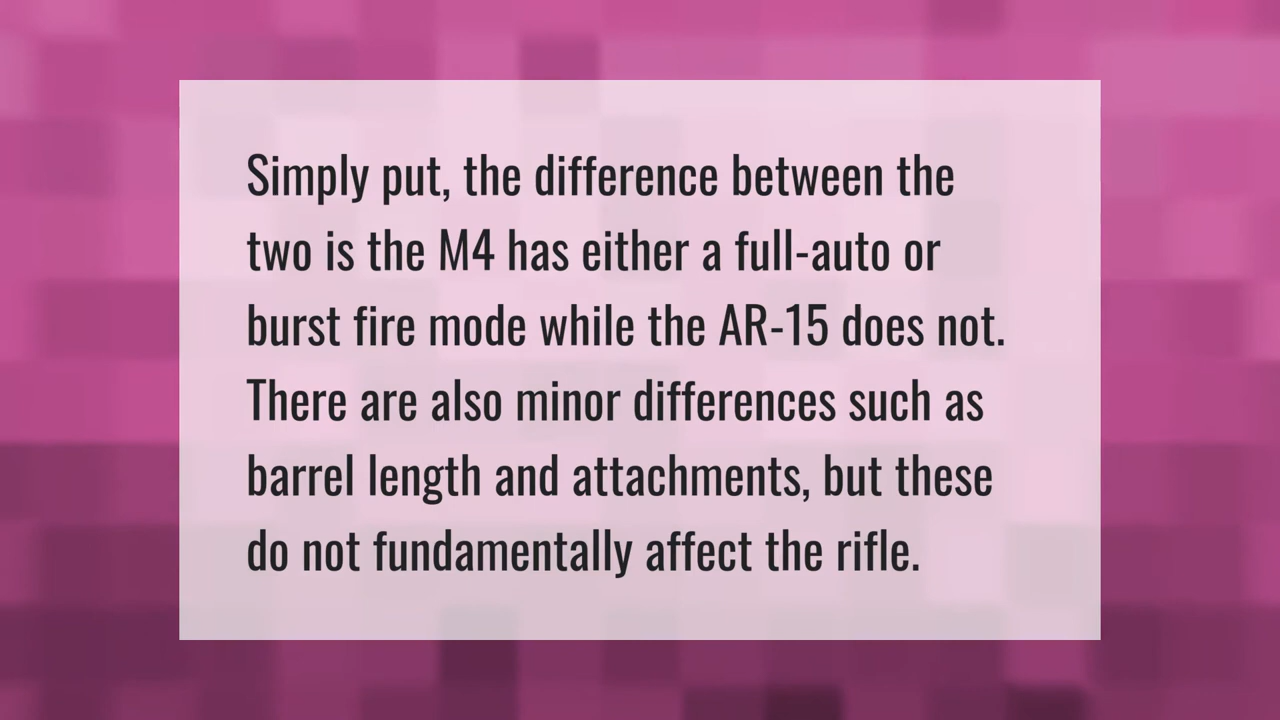 Simply put, the difference between the
two is the M4 has either a full-auto or
burst fire mode while the AR-15 does not.
There are also minor differences such as
barrel length and attachments, but these
do not fundamentally affect the rifle.